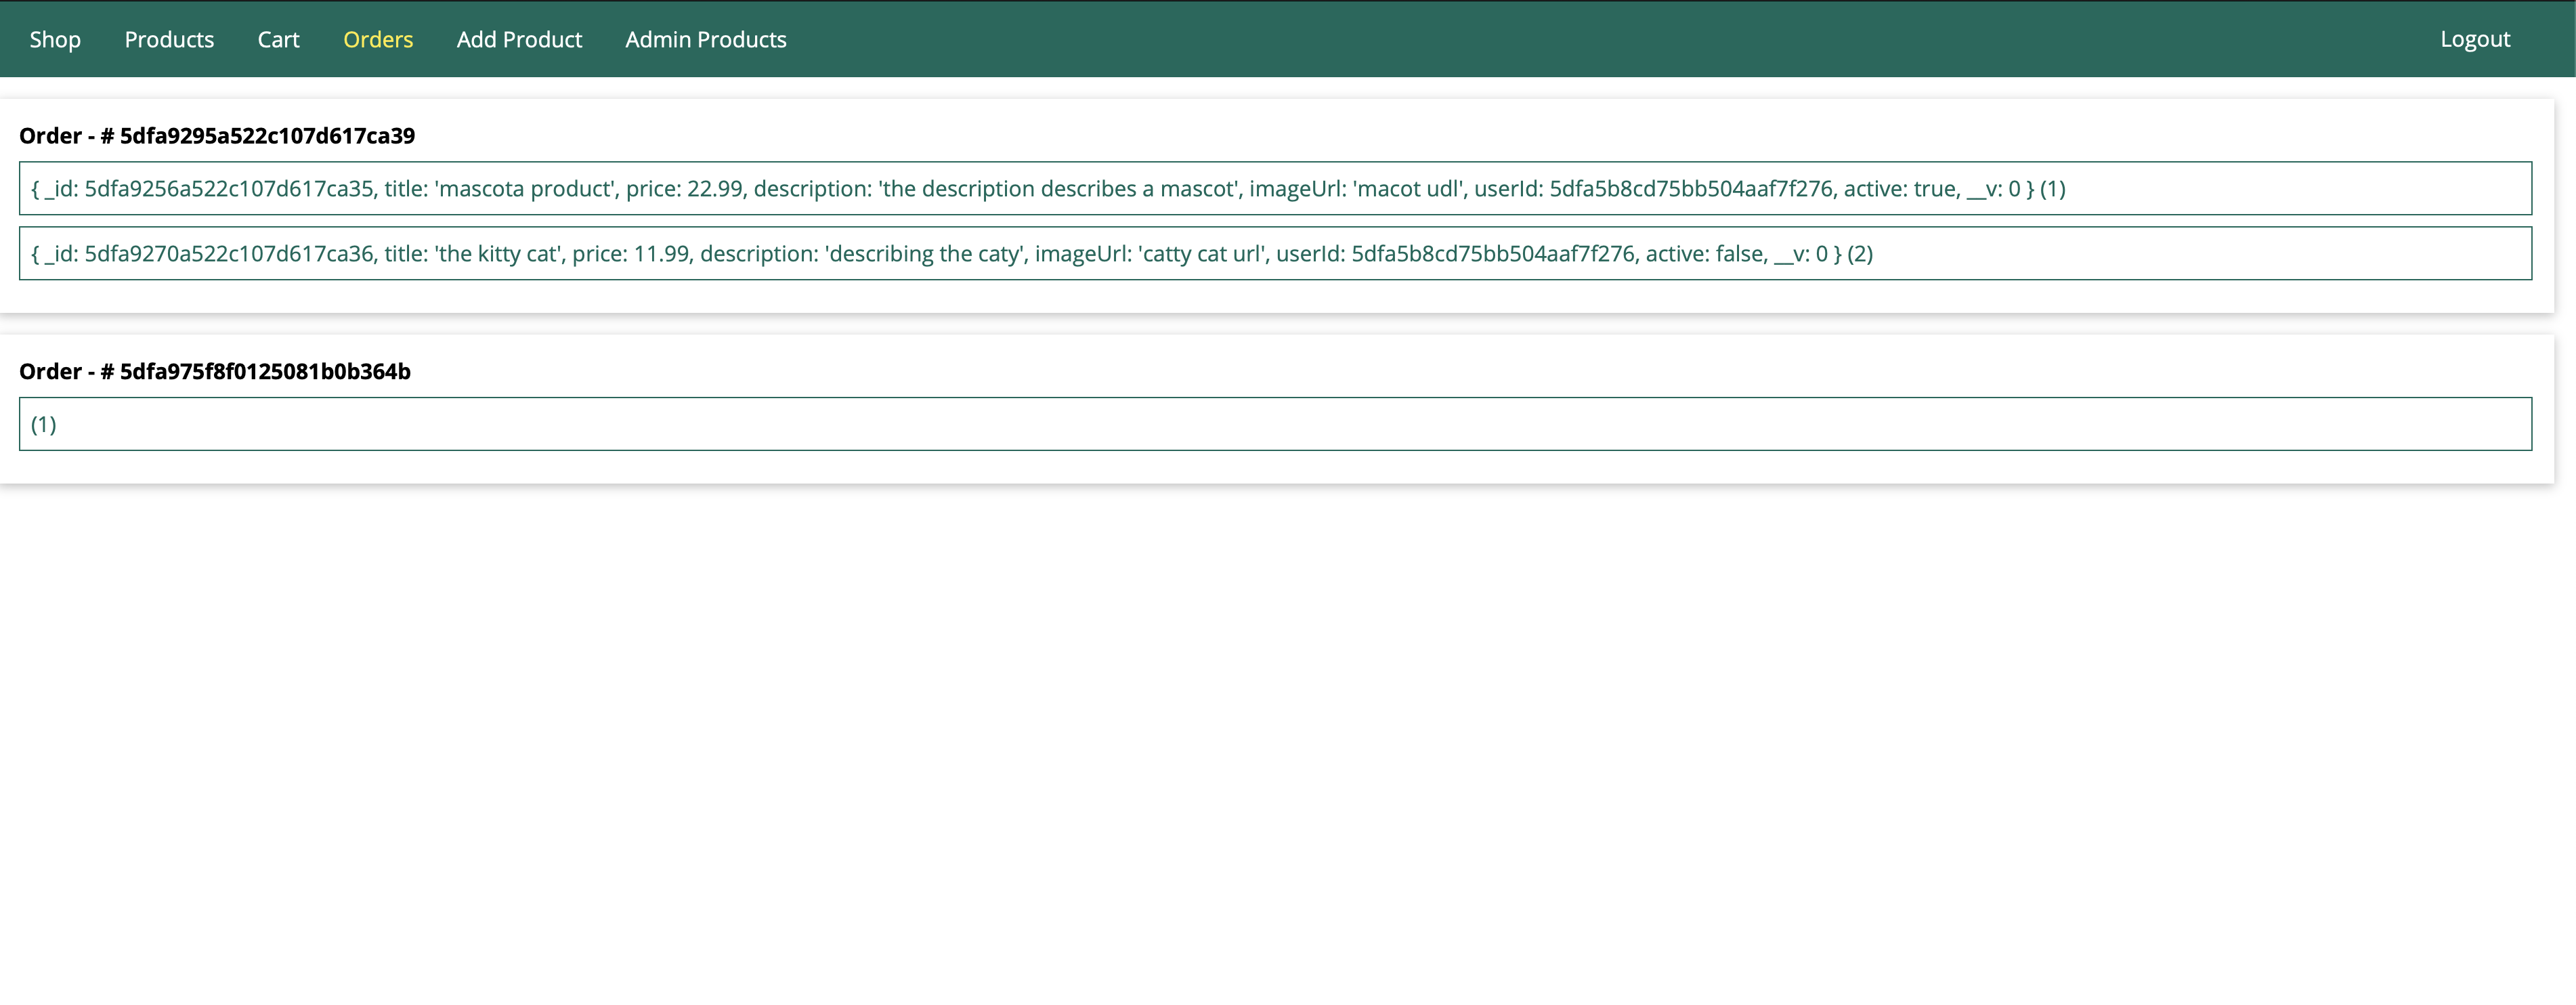 Shop Products Cart Orders Add Product Admin Products Logout
Order - # 5dfa9295a522c107d617ca39
{ _id: 5dfa9256a522c107d617ca35, title: 'mascota product', price: 22.99, description: 'the description describes a mascot', imageUrl: 'macot udl', userId: 5dfa5b8cd75bb504aaf7f276, active: true, __v: 0 } (1)
{ _id: 5dfa9270a522c107d617ca36, title: 'the kitty cat', price: 11.99, description: 'describing the caty', imageUrl: 'catty cat url', userId: 5dfa5b8cd75bb504aaf7f276, active: false, __v: 0 } (2)
Order - # 5dfa975f8f0125081b0b364b
(1)